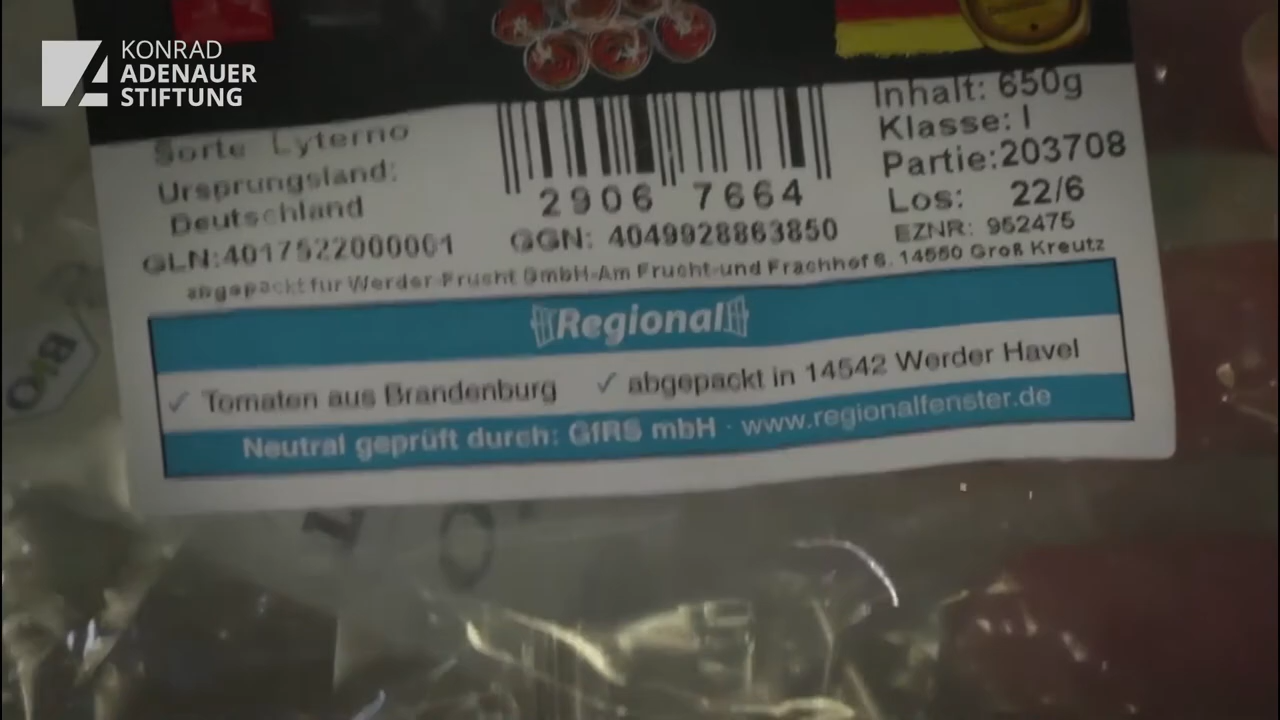 KONRAD
ADENAUER
STIFTUNG
Sorte Lyterno
Ursprungsland:
Deutschland
GLN:4017522000001
2906 7664
GGN: 4049928863850
Inhalt: 650g
Klasse: I
Partie:203708
Los: 22/6
EZNR: 952475
abgepackt für Werder-Frucht GmbH-Am Frucht-und Frachhof 6. 14550 Groß Kreutz
Regional
✓ Tomaten aus Brandenburg ✓ abgepackt in 14542 Werder Havel
Neutral geprüft durch: GfRS mbH · www.regionalfenster.de
BIO